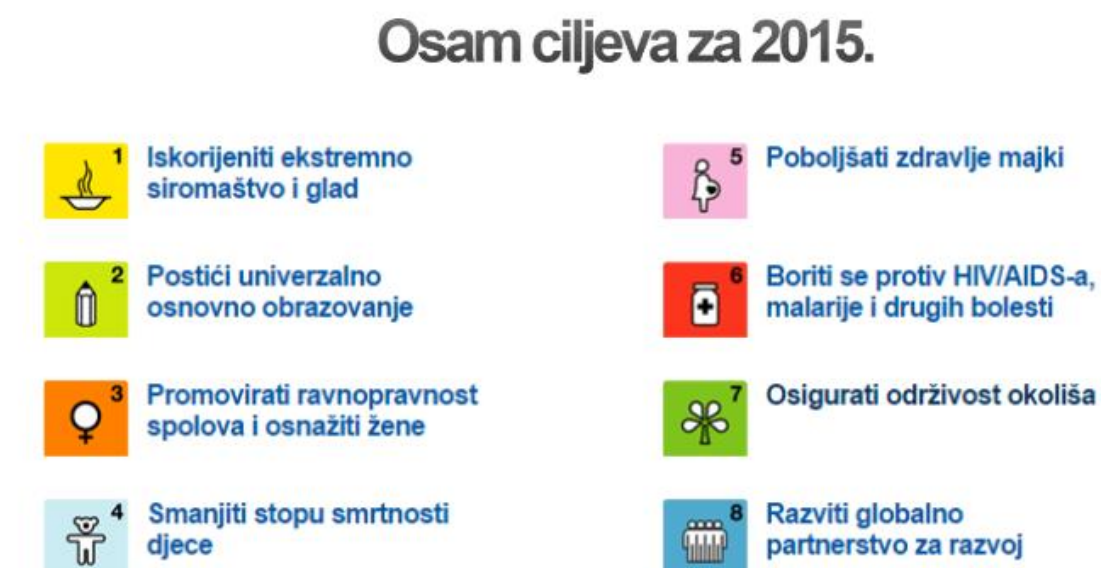 Osam ciljeva za 2015.
1
Iskorijeniti ekstremno
siromaštvo i glad
2
Postići univerzalno
osnovno obrazovanje
3
Promovirati ravnopravnost
spolova i osnažiti žene
4
Smanjiti stopu smrtnosti
djece
5
Poboljšati zdravlje majki
6
Boriti se protiv HIV/AIDS-a,
malarije i drugih bolesti
7
Osigurati održivost okoliša
8
Razviti globalno
partnerstvo za razvoj